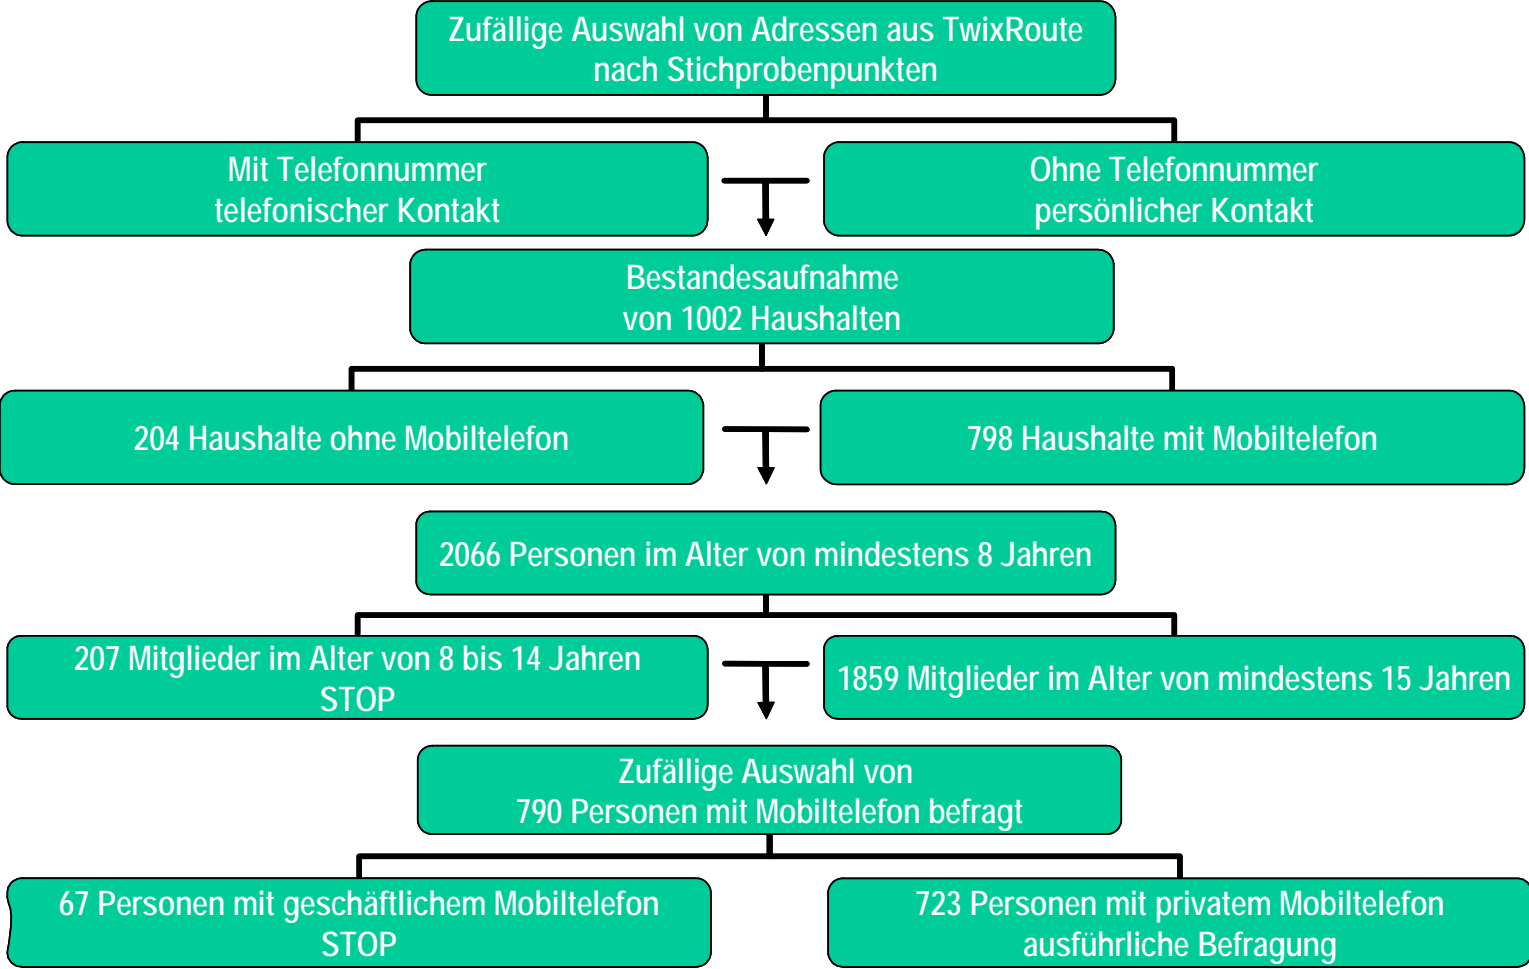 Zufällige Auswahl von Adressen aus TwixRoute
nach Stichprobenpunkten
Mit Telefonnummer
telefonischer Kontakt
Ohne Telefonnummer
persönlicher Kontakt
Bestandesaufnahme
von 1002 Haushalten
204 Haushalte ohne Mobiltelefon
798 Haushalte mit Mobiltelefon
2066 Personen im Alter von mindestens 8 Jahren
207 Mitglieder im Alter von 8 bis 14 Jahren
STOP
1859 Mitglieder im Alter von mindestens 15 Jahren
Zufällige Auswahl von
790 Personen mit Mobiltelefon befragt
67 Personen mit geschäftlichem Mobiltelefon
STOP
723 Personen mit privatem Mobiltelefon
ausführliche Befragung